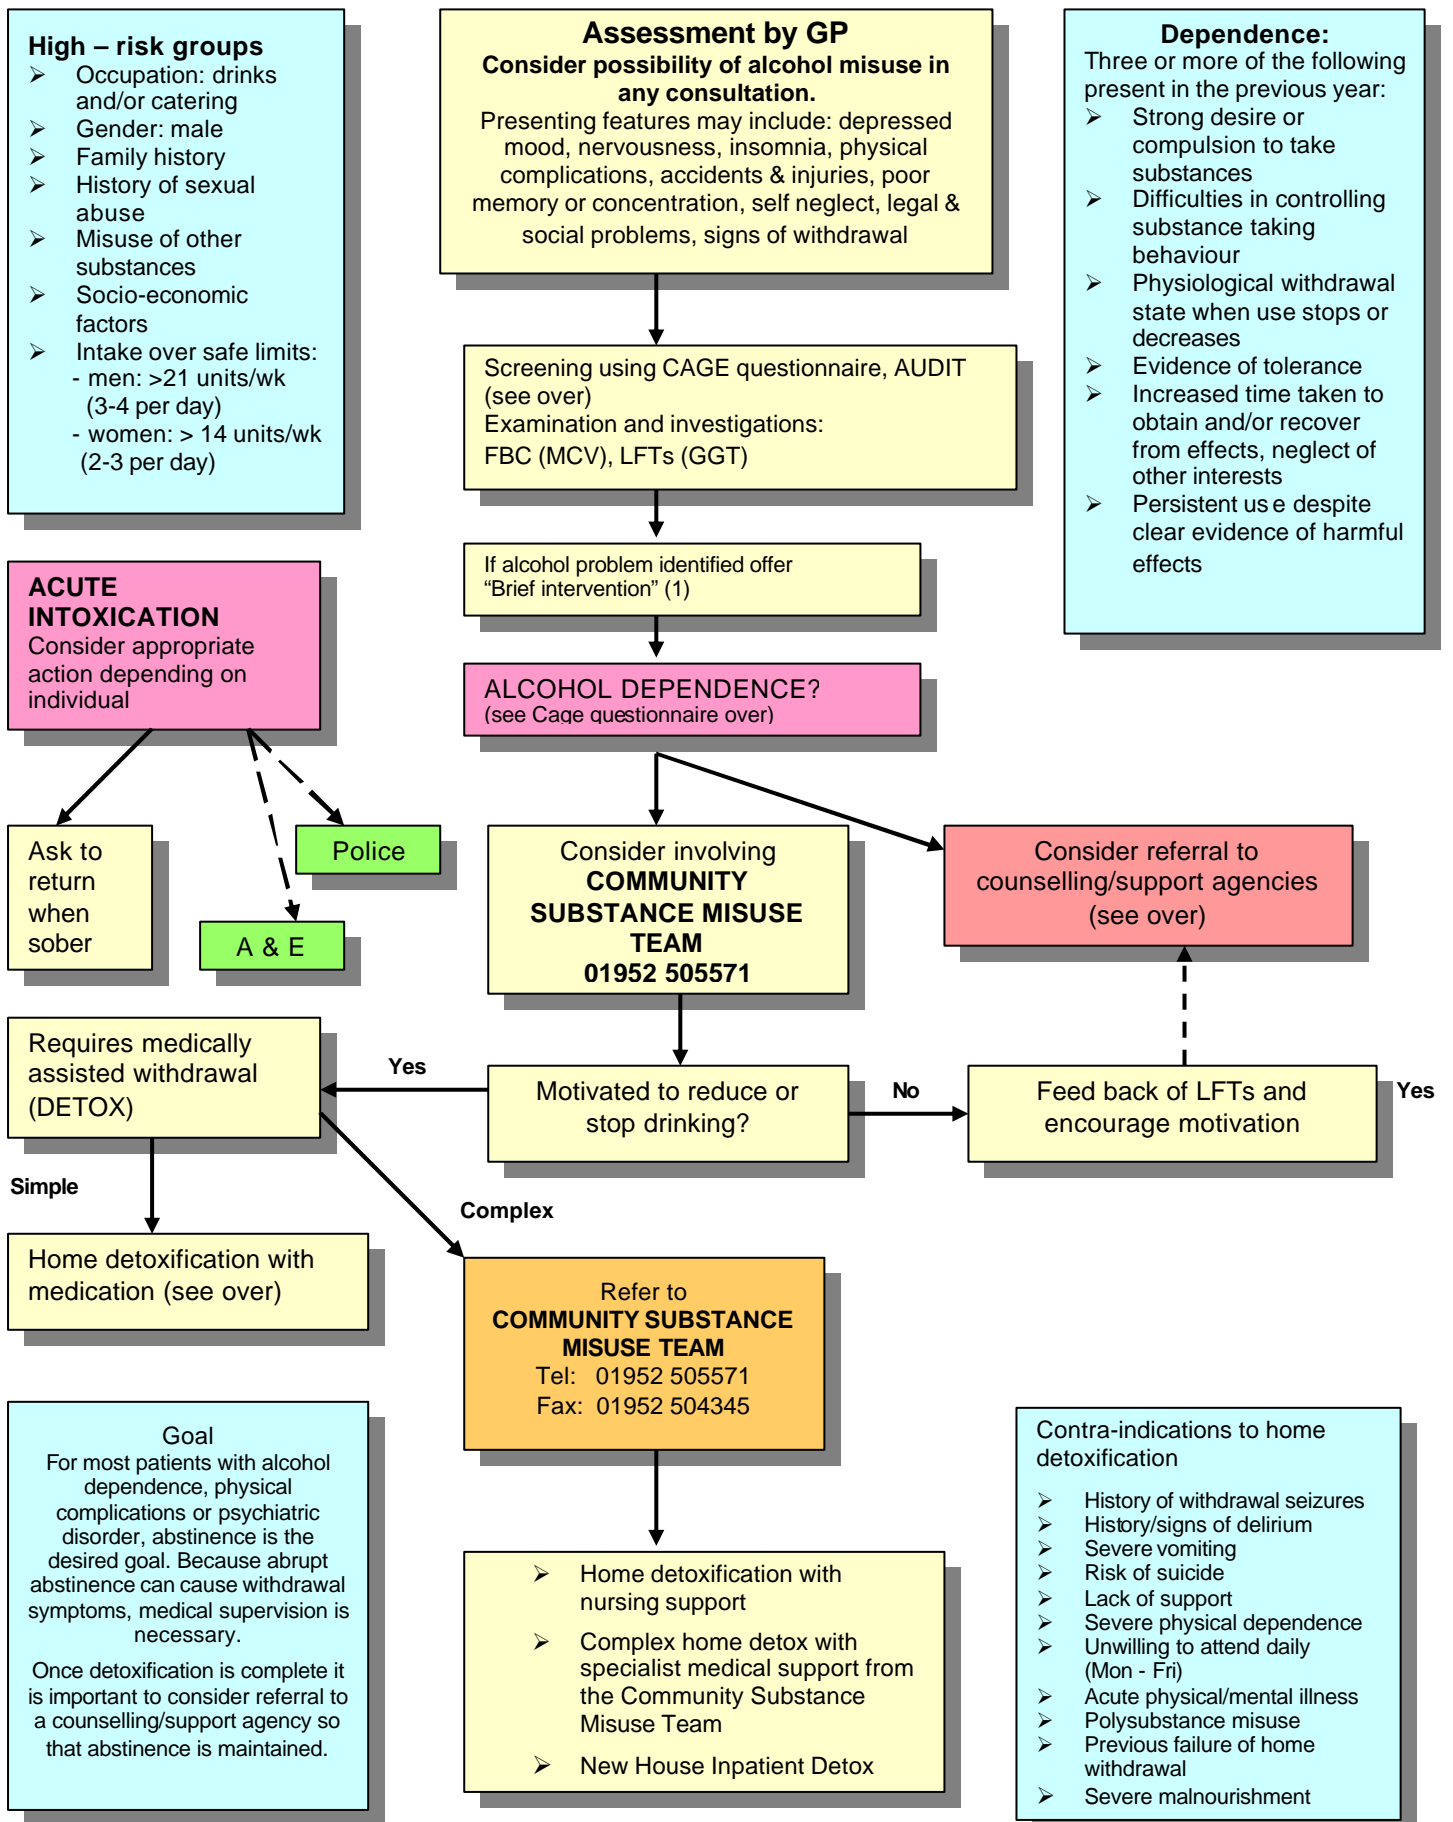 High – risk groups
➢ Occupation: drinks
and/or catering
➢ Gender: male
➢ Family history
➢ History of sexual
abuse
➢ Misuse of other
substances
➢ Socio-economic
factors
➢ Intake over safe limits:
- men: >21 units/wk
(3-4 per day)
- women: > 14 units/wk
(2-3 per day)
Assessment by GP
Consider possibility of alcohol misuse in
any consultation.
Presenting features may include: depressed
mood, nervousness, insomnia, physical
complications, accidents & injuries, poor
memory or concentration, self neglect, legal &
social problems, signs of withdrawal
Dependence:
Three or more of the following
present in the previous year:
➢ Strong desire or
compulsion to take
substances
➢ Difficulties in controlling
substance taking
behaviour
➢ Physiological withdrawal
state when use stops or
decreases
➢ Evidence of tolerance
➢ Increased time taken to
obtain and/or recover
from effects, neglect of
other interests
➢ Persistent use despite
clear evidence of harmful
effects
Screening using CAGE questionnaire, AUDIT
(see over)
Examination and investigations:
FBC (MCV), LFTs (GGT)
If alcohol problem identified offer
“Brief intervention” (1)
ACUTE
INTOXICATION
Consider appropriate
action depending on
individual
ALCOHOL DEPENDENCE?
(see Cage questionnaire over)
Ask to
return
when
sober
Police
A & E
Consider involving
COMMUNITY
SUBSTANCE MISUSE
TEAM
01952 505571
Consider referral to
counselling/support agencies
(see over)
Requires medically
assisted withdrawal
(DETOX)
Yes
Motivated to reduce or
stop drinking?
No
Feed back of LFTs and
encourage motivation
Yes
Simple
Complex
Home detoxification with
medication (see over)
Refer to
COMMUNITY SUBSTANCE
MISUSE TEAM
Tel: 01952 505571
Fax: 01952 504345
Goal
For most patients with alcohol
dependence, physical
complications or psychiatric
disorder, abstinence is the
desired goal. Because abrupt
abstinence can cause withdrawal
symptoms, medical supervision is
necessary.
Once detoxification is complete it
is important to consider referral to
a counselling/support agency so
that abstinence is maintained.
➢ Home detoxification with
nursing support
➢ Complex home detox with
specialist medical support from
the Community Substance
Misuse Team
➢ New House Inpatient Detox
Contra-indications to home
detoxification
➢ History of withdrawal seizures
➢ History/signs of delirium
➢ Severe vomiting
➢ Risk of suicide
➢ Lack of support
➢ Severe physical dependence
➢ Unwilling to attend daily
(Mon - Fri)
➢ Acute physical/mental illness
➢ Polysubstance misuse
➢ Previous failure of home
withdrawal
➢ Severe malnourishment